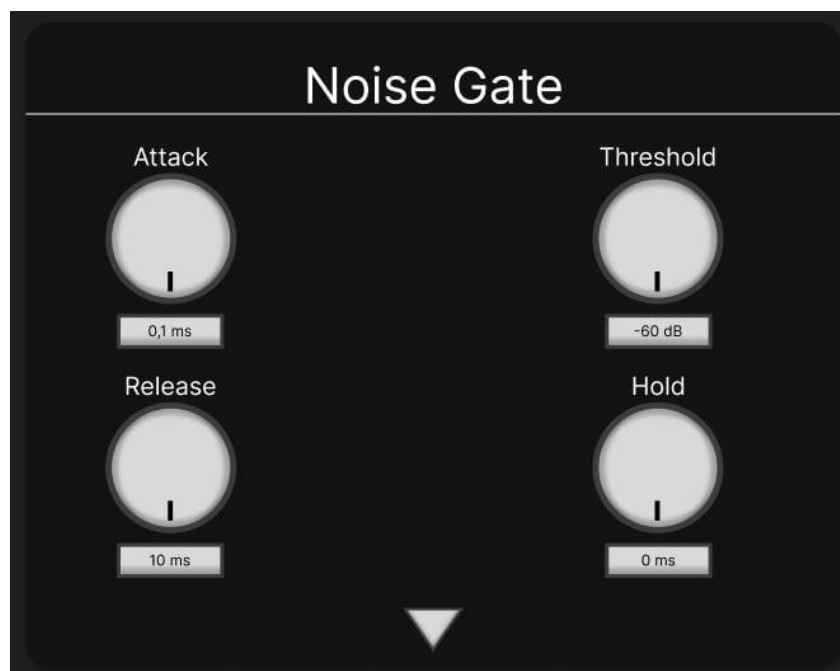 Noise Gate
Attack
Threshold
0,1 ms
-60 dB
Release
Hold
10 ms
0 ms